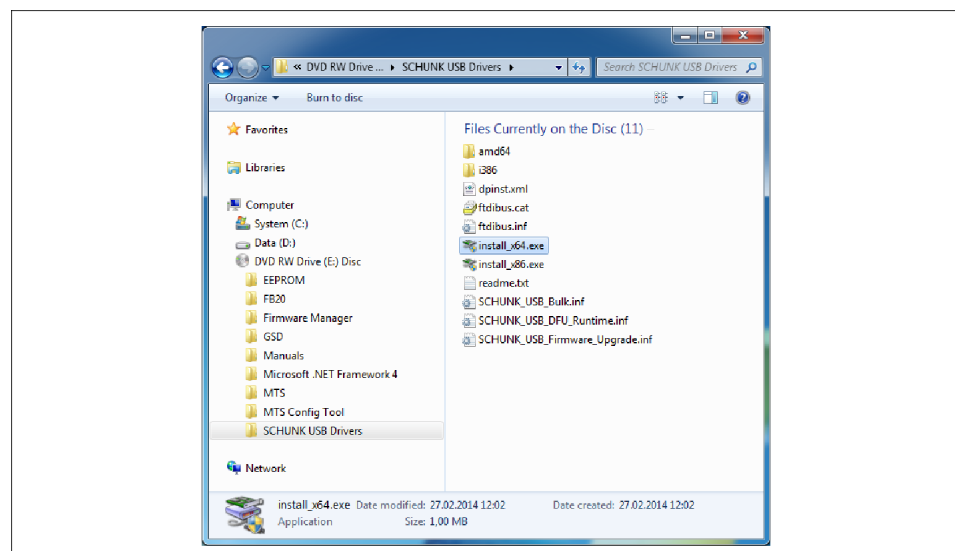 « DVD RW Drive ... ▸ SCHUNK USB Drivers ▸
Search SCHUNK USB Drivers
Organize
Burn to disc
Favorites
Libraries
Computer
System (C:)
Data (D:)
DVD RW Drive (E:) Disc
EEPROM
FB20
Firmware Manager
GSD
Manuals
Microsoft .NET Framework 4
MTS
MTS Config Tool
SCHUNK USB Drivers
Network
Files Currently on the Disc (11)
amd64
i386
dpinst.xml
ftdibus.cat
ftdibus.inf
install_x64.exe
install_x86.exe
readme.txt
SCHUNK_USB_Bulk.inf
SCHUNK_USB_DFU_Runtime.inf
SCHUNK_USB_Firmware_Upgrade.inf
install_x64.exe Date modified: 27.02.2014 12:02 Date created: 27.02.2014 12:02
Application Size: 1,00 MB